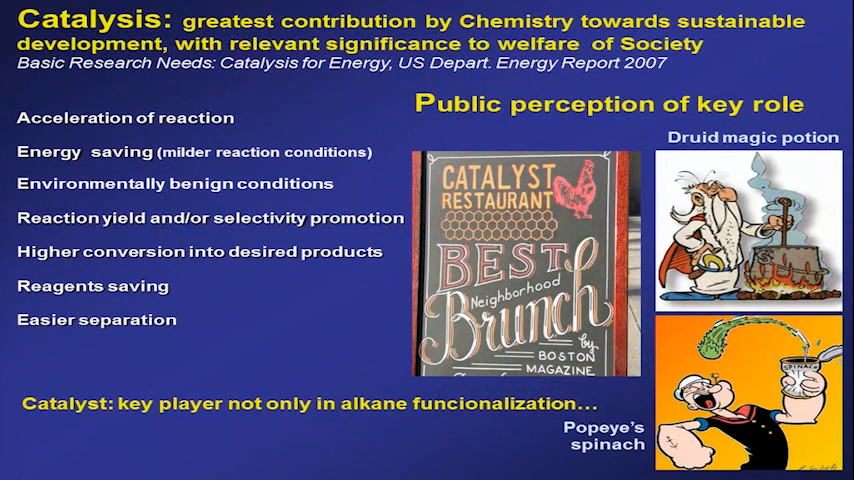 Catalysis: greatest contribution by Chemistry towards sustainable
development, with relevant significance to welfare of Society
Basic Research Needs: Catalysis for Energy, US Depart. Energy Report 2007
Public perception of key role
Acceleration of reaction
Energy saving (milder reaction conditions)
Environmentally benign conditions
Reaction yield and/or selectivity promotion
Higher conversion into desired products
Reagents saving
Easier separation
CATALYST
RESTAURANT
BEST
Neighborhood
Brunch
by
BOSTON
MAGAZINE
Druid magic potion
SPINACH
Popeye's
spinach
Catalyst: key player not only in alkane funcionalization…